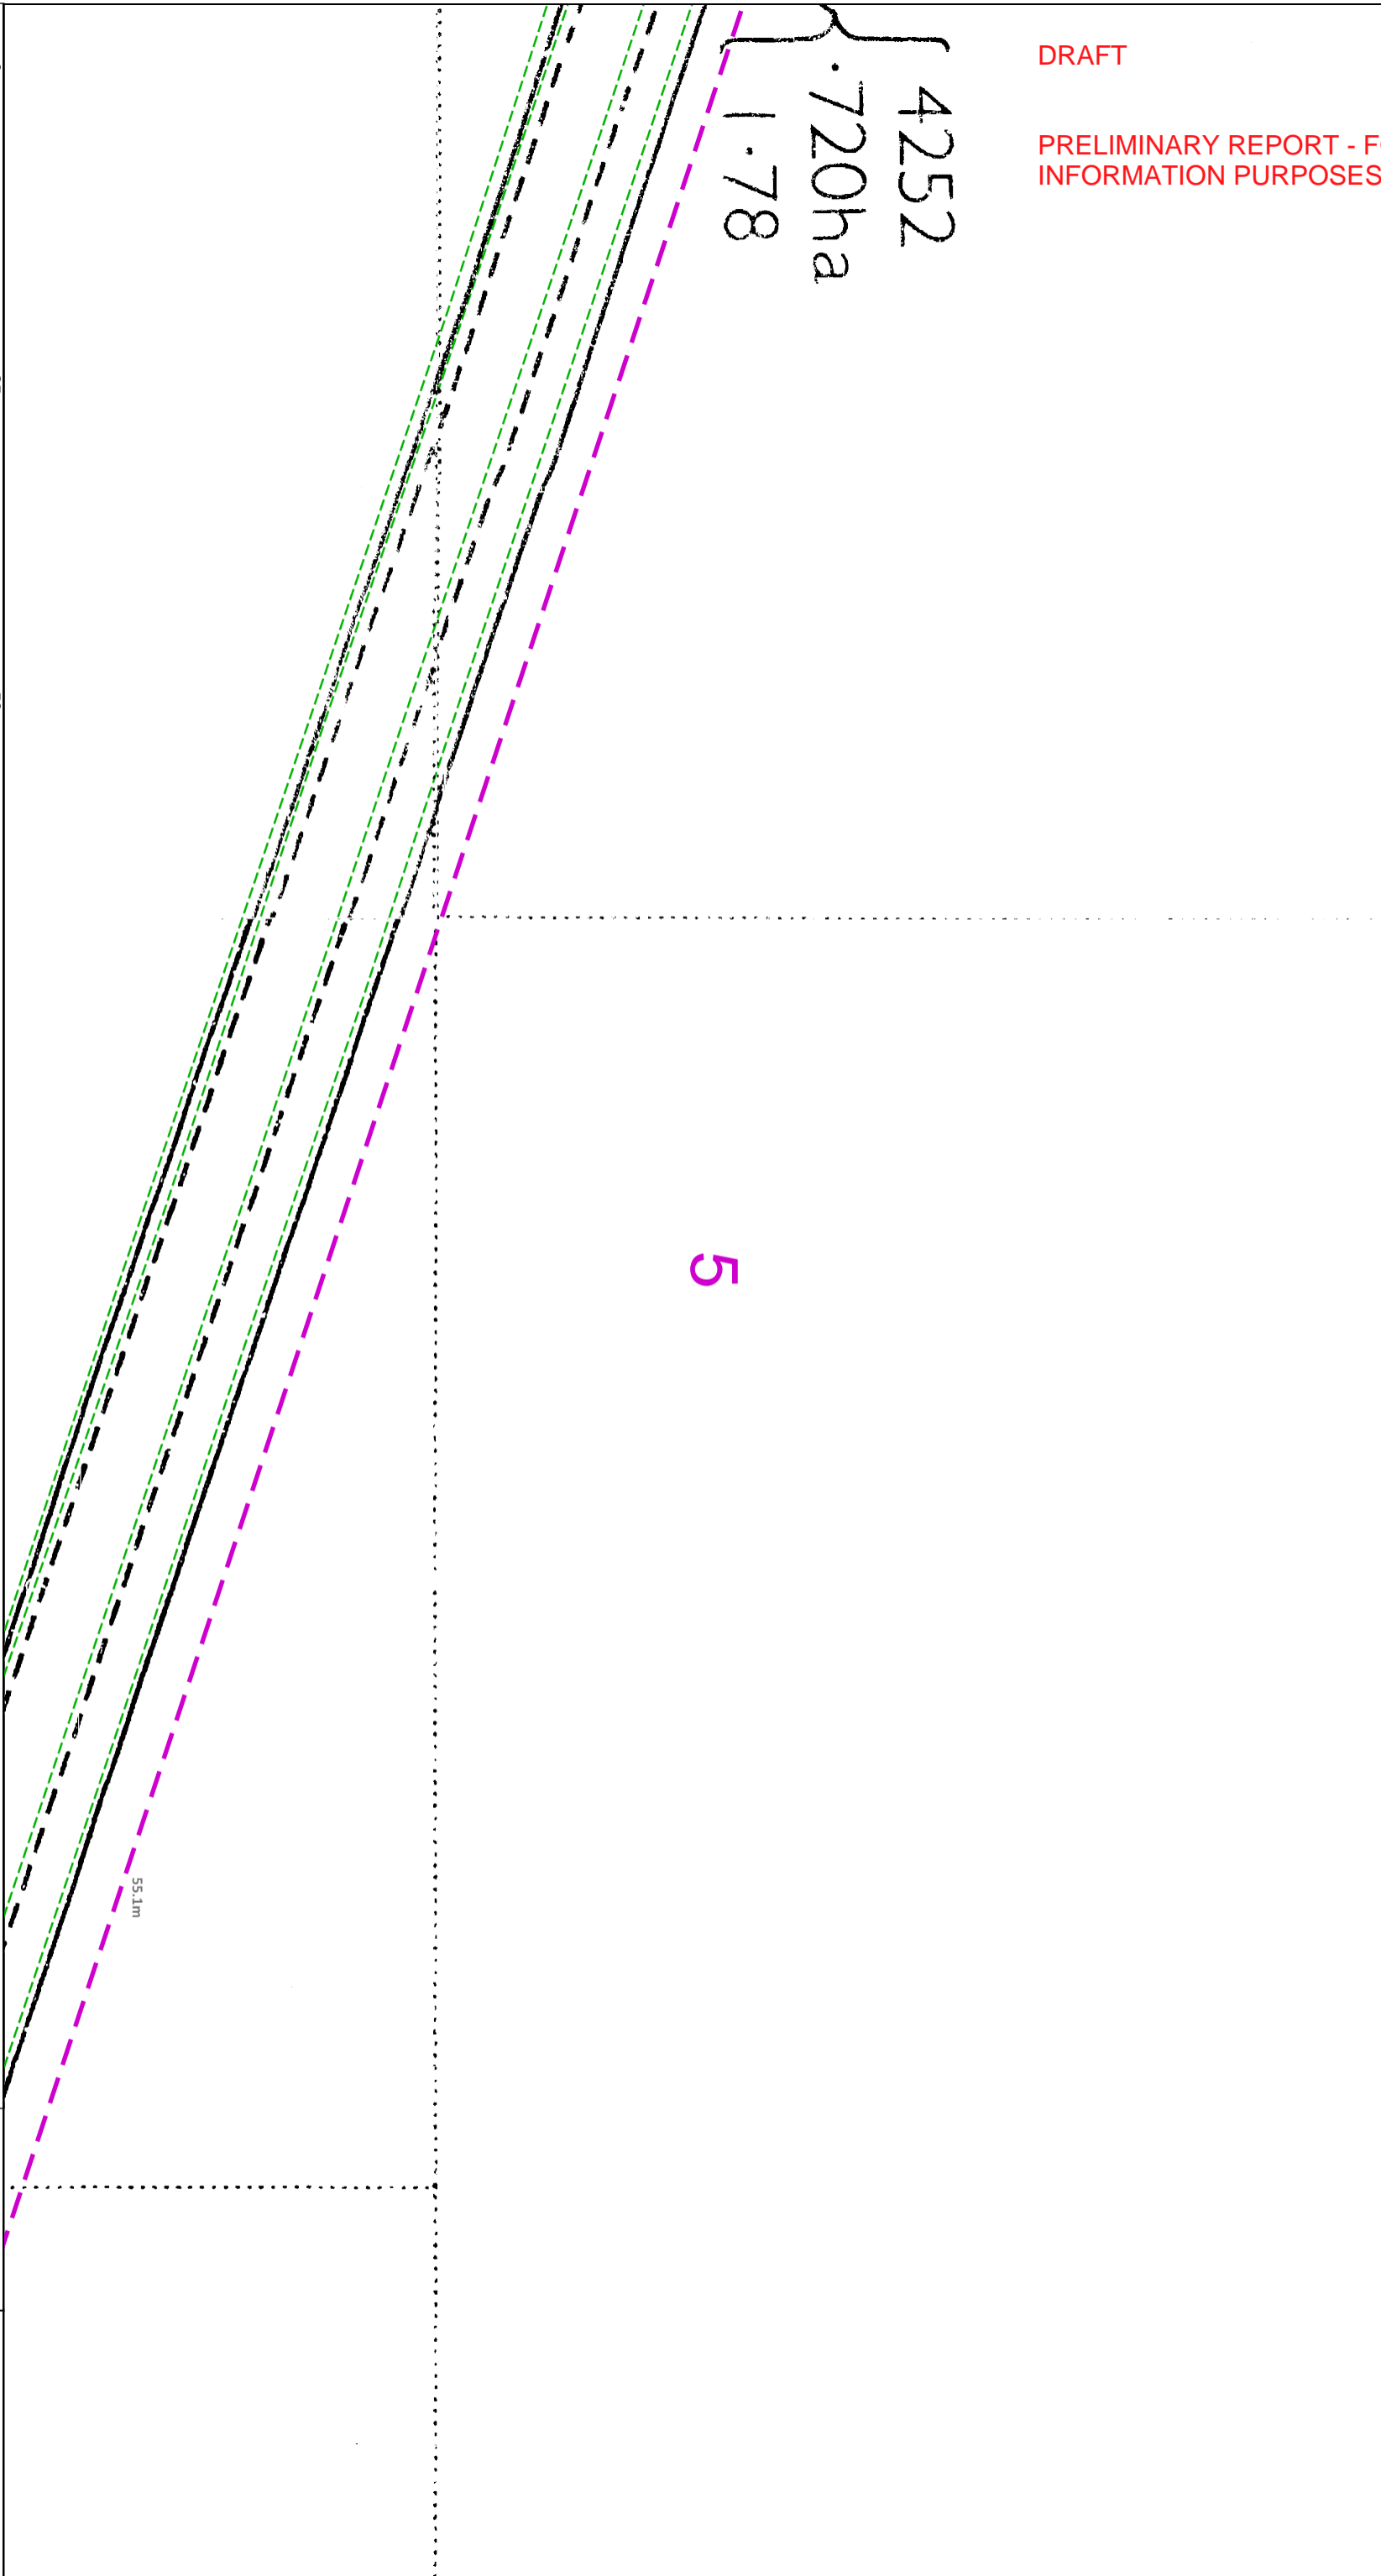 DRAFT
PRELIMINARY REPORT -
INFORMATION PURPOSES
4252
·720ha
1·78
5
55.1m